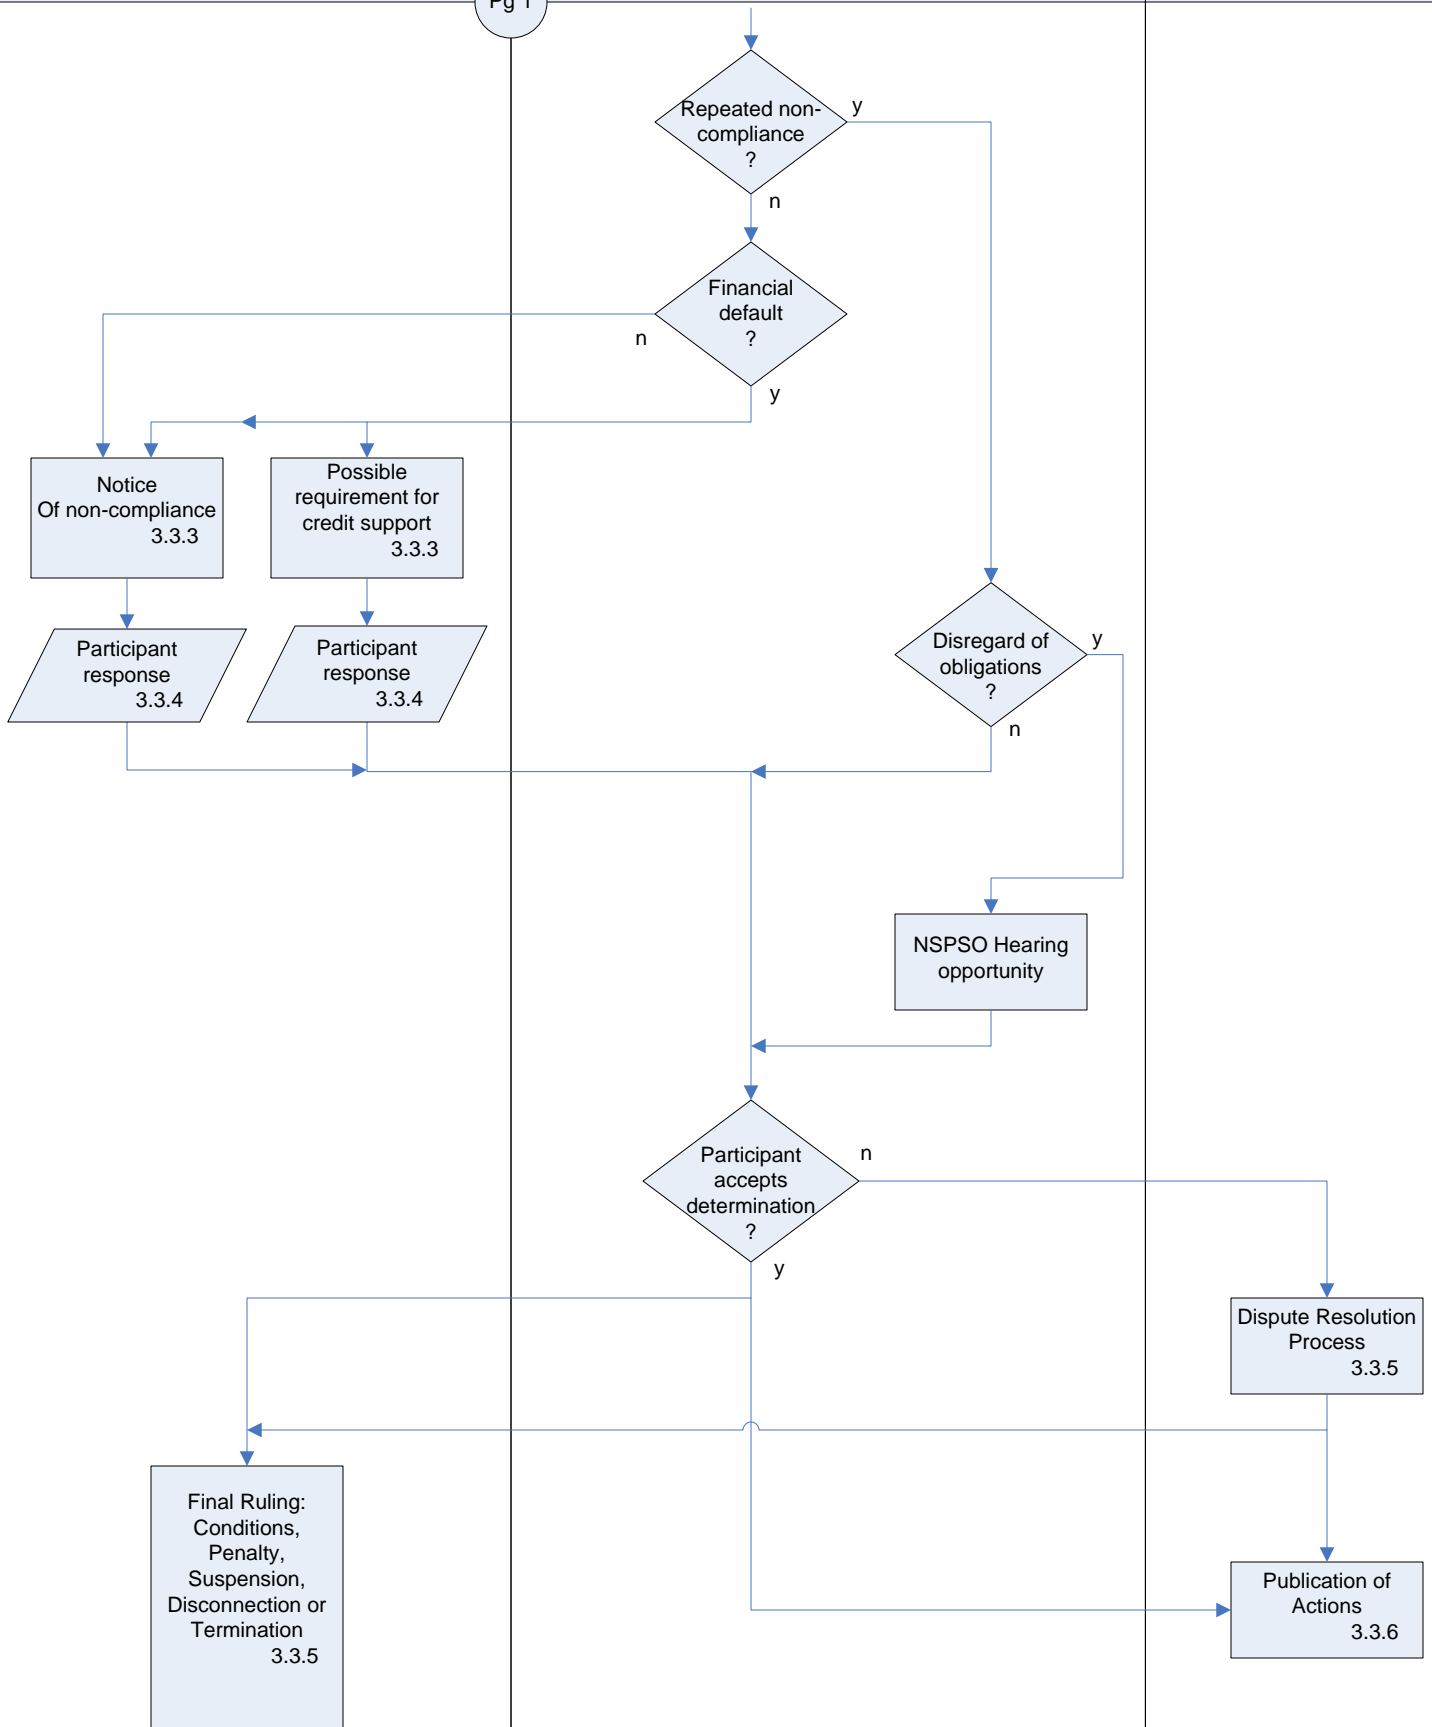 Pg 1
Repeated non-
compliance
?
y
n
Financial
default
?
n
y
Notice
Of non-compliance
3.3.3
Possible
requirement for
credit support
3.3.3
Participant
response
3.3.4
Participant
response
3.3.4
Disregard of
obligations
?
y
n
NSPSO Hearing
opportunity
Participant
accepts
determination
?
n
y
Dispute Resolution
Process
3.3.5
Final Ruling:
Conditions,
Penalty,
Suspension,
Disconnection or
Termination
3.3.5
Publication of
Actions
3.3.6